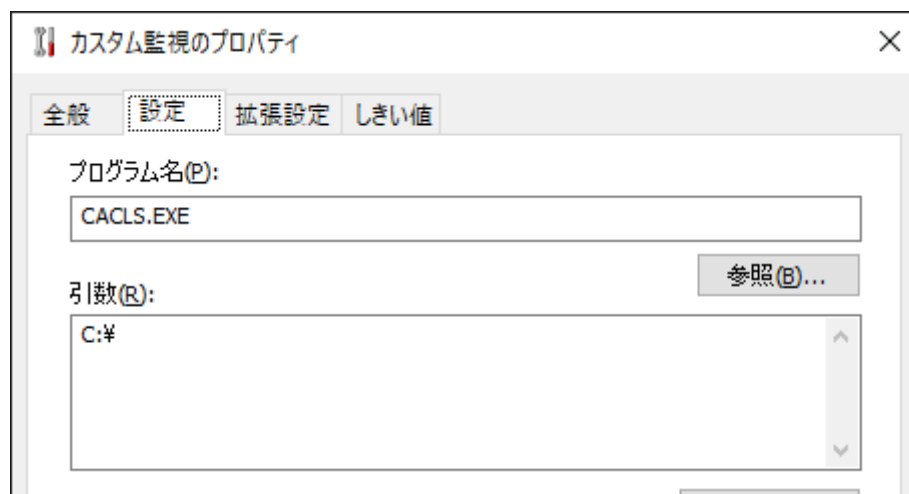 カスタム監視のプロパティ
全般 設定 拡張設定 しきい値
プログラム名(P):
CACLS.EXE
参照(B)...
引数(R):
C:¥